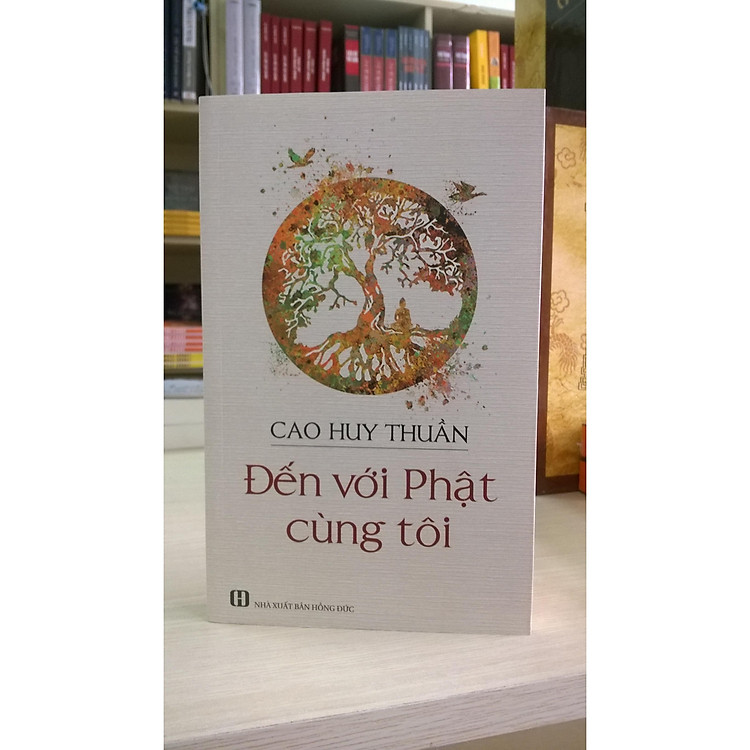 CAO HUY THUẦN
Đến với Phật
cùng tôi
NHÀ XUẤT BẢN HỒNG ĐỨC